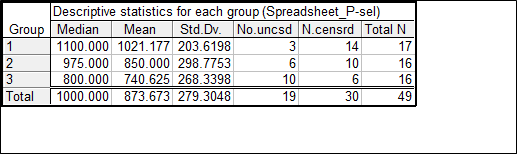 Descriptive statistics for each group (Spreadsheet_P-sel)
Group Median Mean Std.Dv. No.uncsd N.censrd Total N
1 1100.000 1021.177 203.6198 3 14 17
2 975.000 850.000 298.7753 6 10 16
3 800.000 740.625 268.3398 10 6 16
Total 1000.000 873.673 279.3048 19 30 49